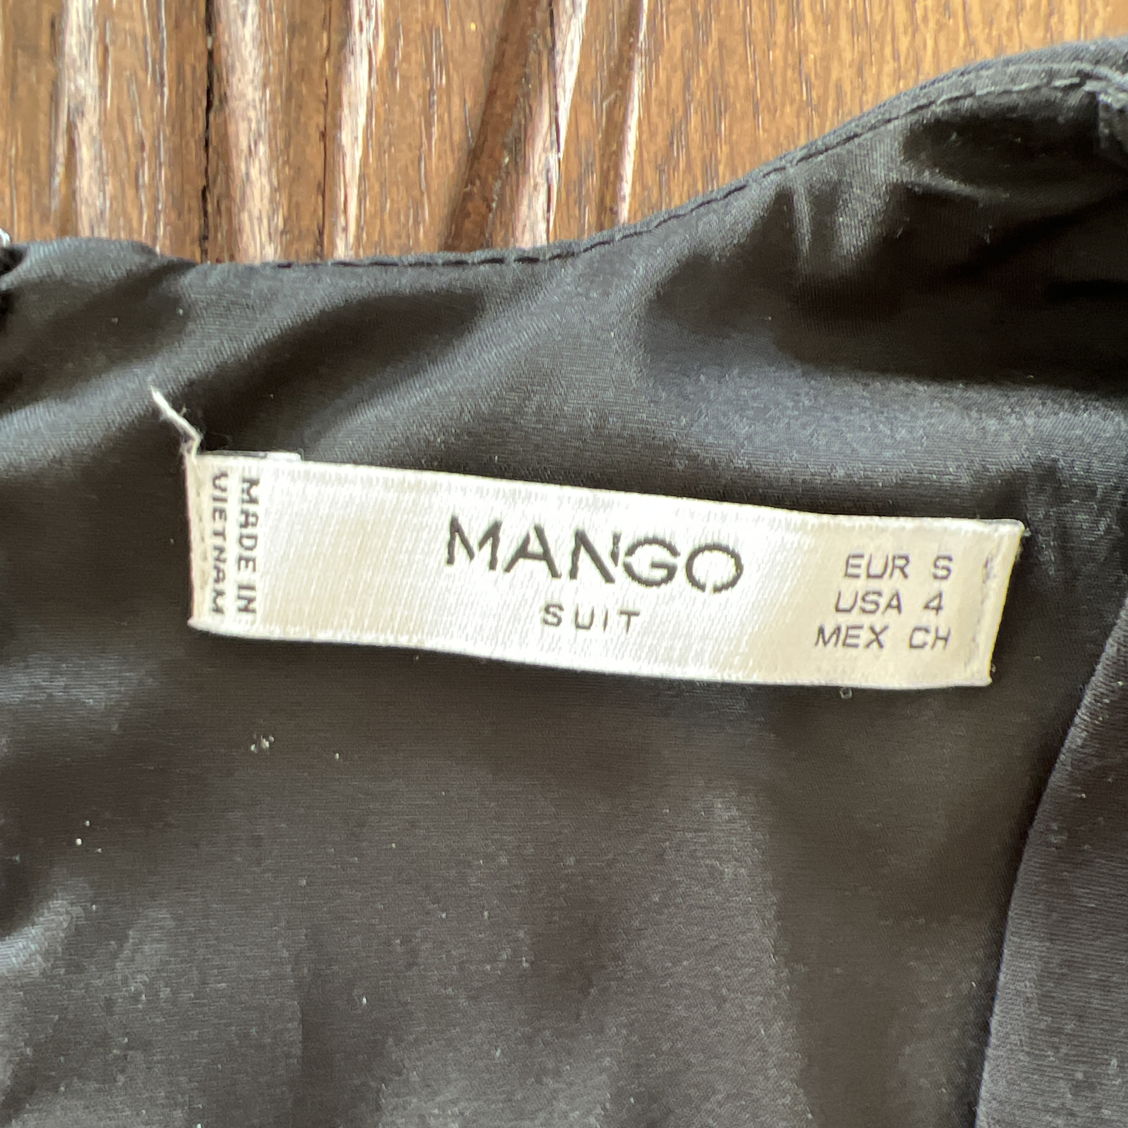 MADE IN
VIETNAM
MANGO
SUIT
EUR S
USA 4
MEX CH